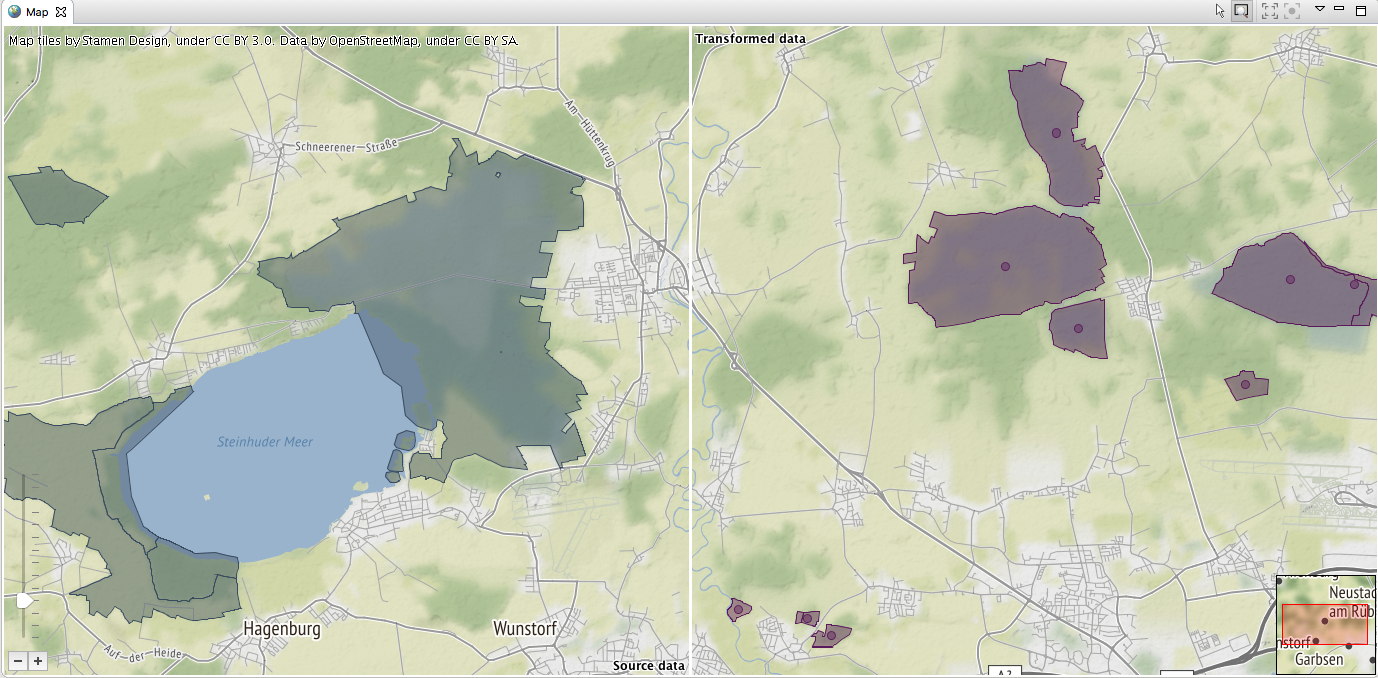 Map
Map tiles by Stamen Design, under CC BY 3.0. Data by OpenStreetMap, under CC BY SA.
Transformed data
Am-Hüttenkrug
Schneerener-Straße
Steinhuder Meer
Hagenburg
Wunstorf
Auf-der-Heide
Source data
A 2
Neustad
am Rüb
nstorf
Garbsen